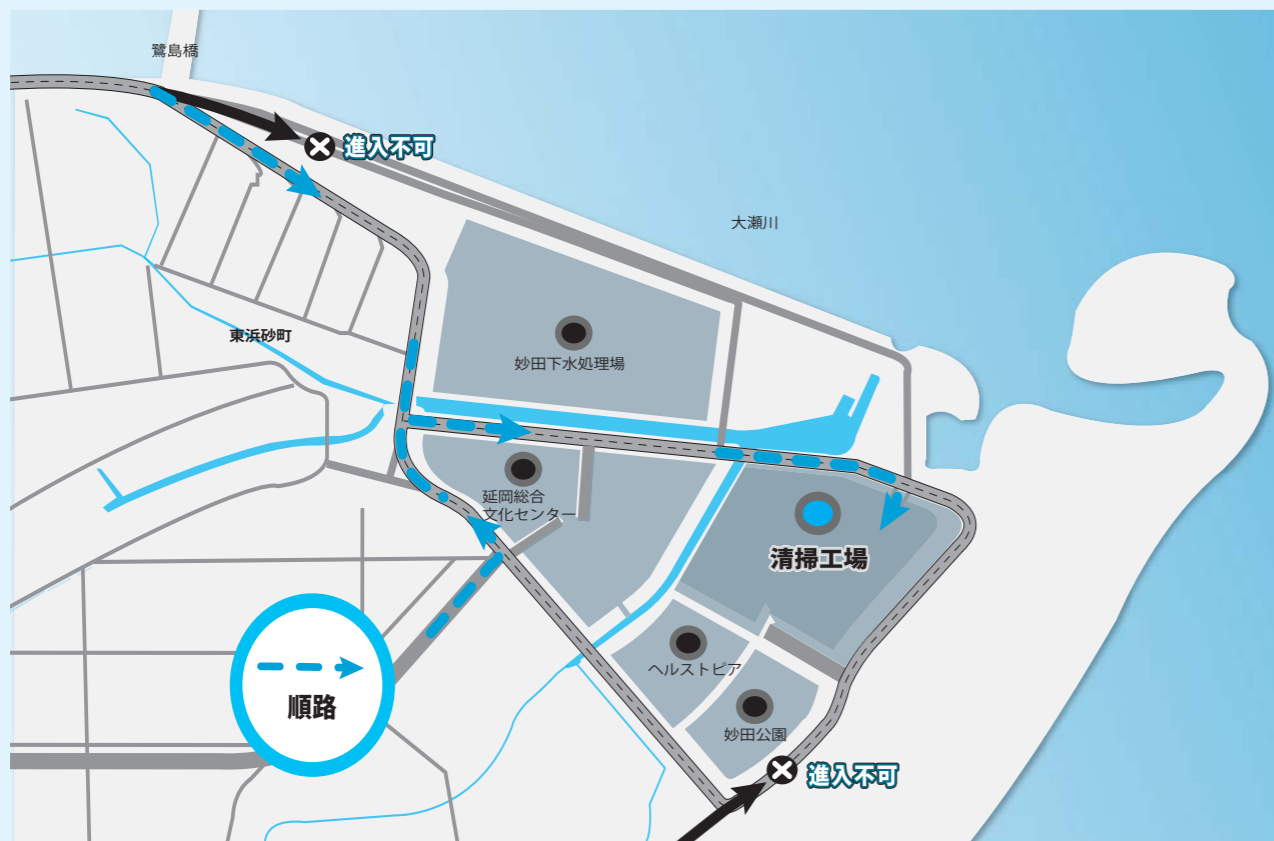 鷺島橋
進入不可
大瀬川
東浜砂町
妙田下水処理場
延岡総合
文化センター
清掃工場
ヘルストピア
順路
妙田公園
進入不可